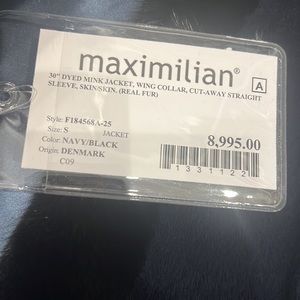 maximilian®
A
30" DYED MINK JACKET, WING COLLAR, CUT-AWAY STRAIGHT
SLEEVE, SKIN/SKIN. (REAL FUR)
Style: F184568A-25
Size: S JACKET
Color: NAVY/BLACK
8,995.00
Origin: DENMARK
C09
1331122